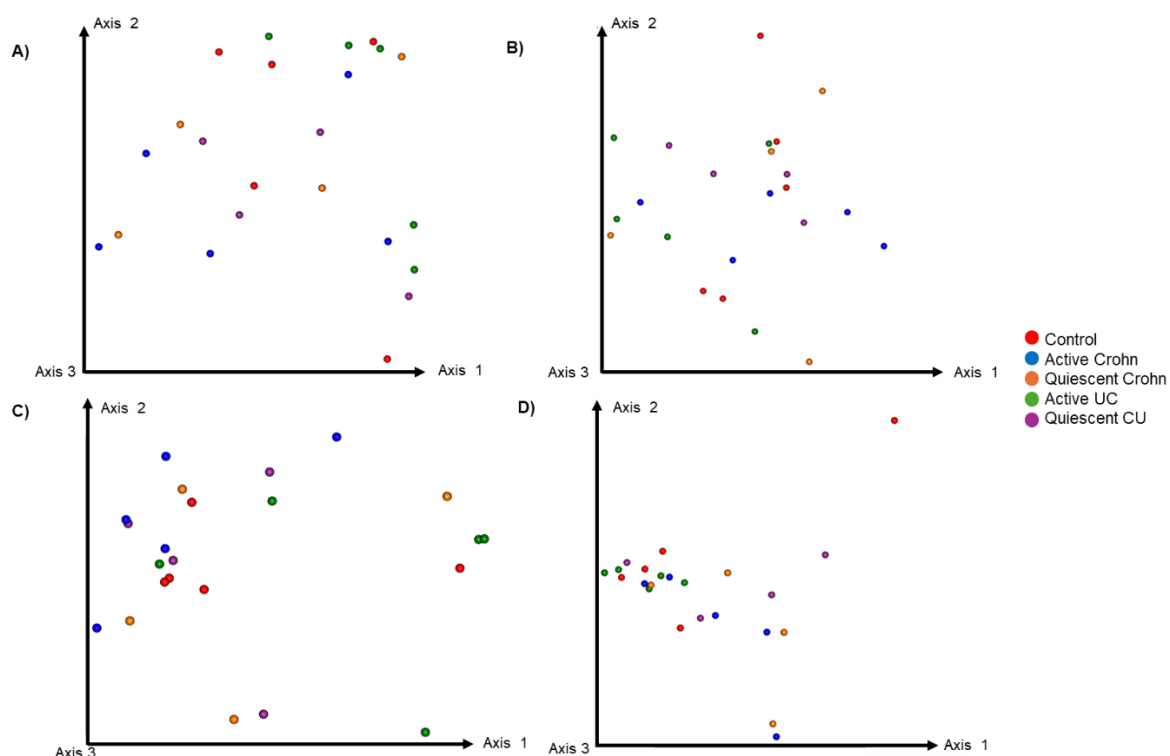 A)
Axis 2
Axis 3
Axis 1
B)
Axis 2
Axis 3
Axis 1
Control
Active Crohn
Quiescent Crohn
Active UC
Quiescent CU
C)
Axis 2
Axis 3
Axis 1
D)
Axis 2
Axis 3
Axis 1